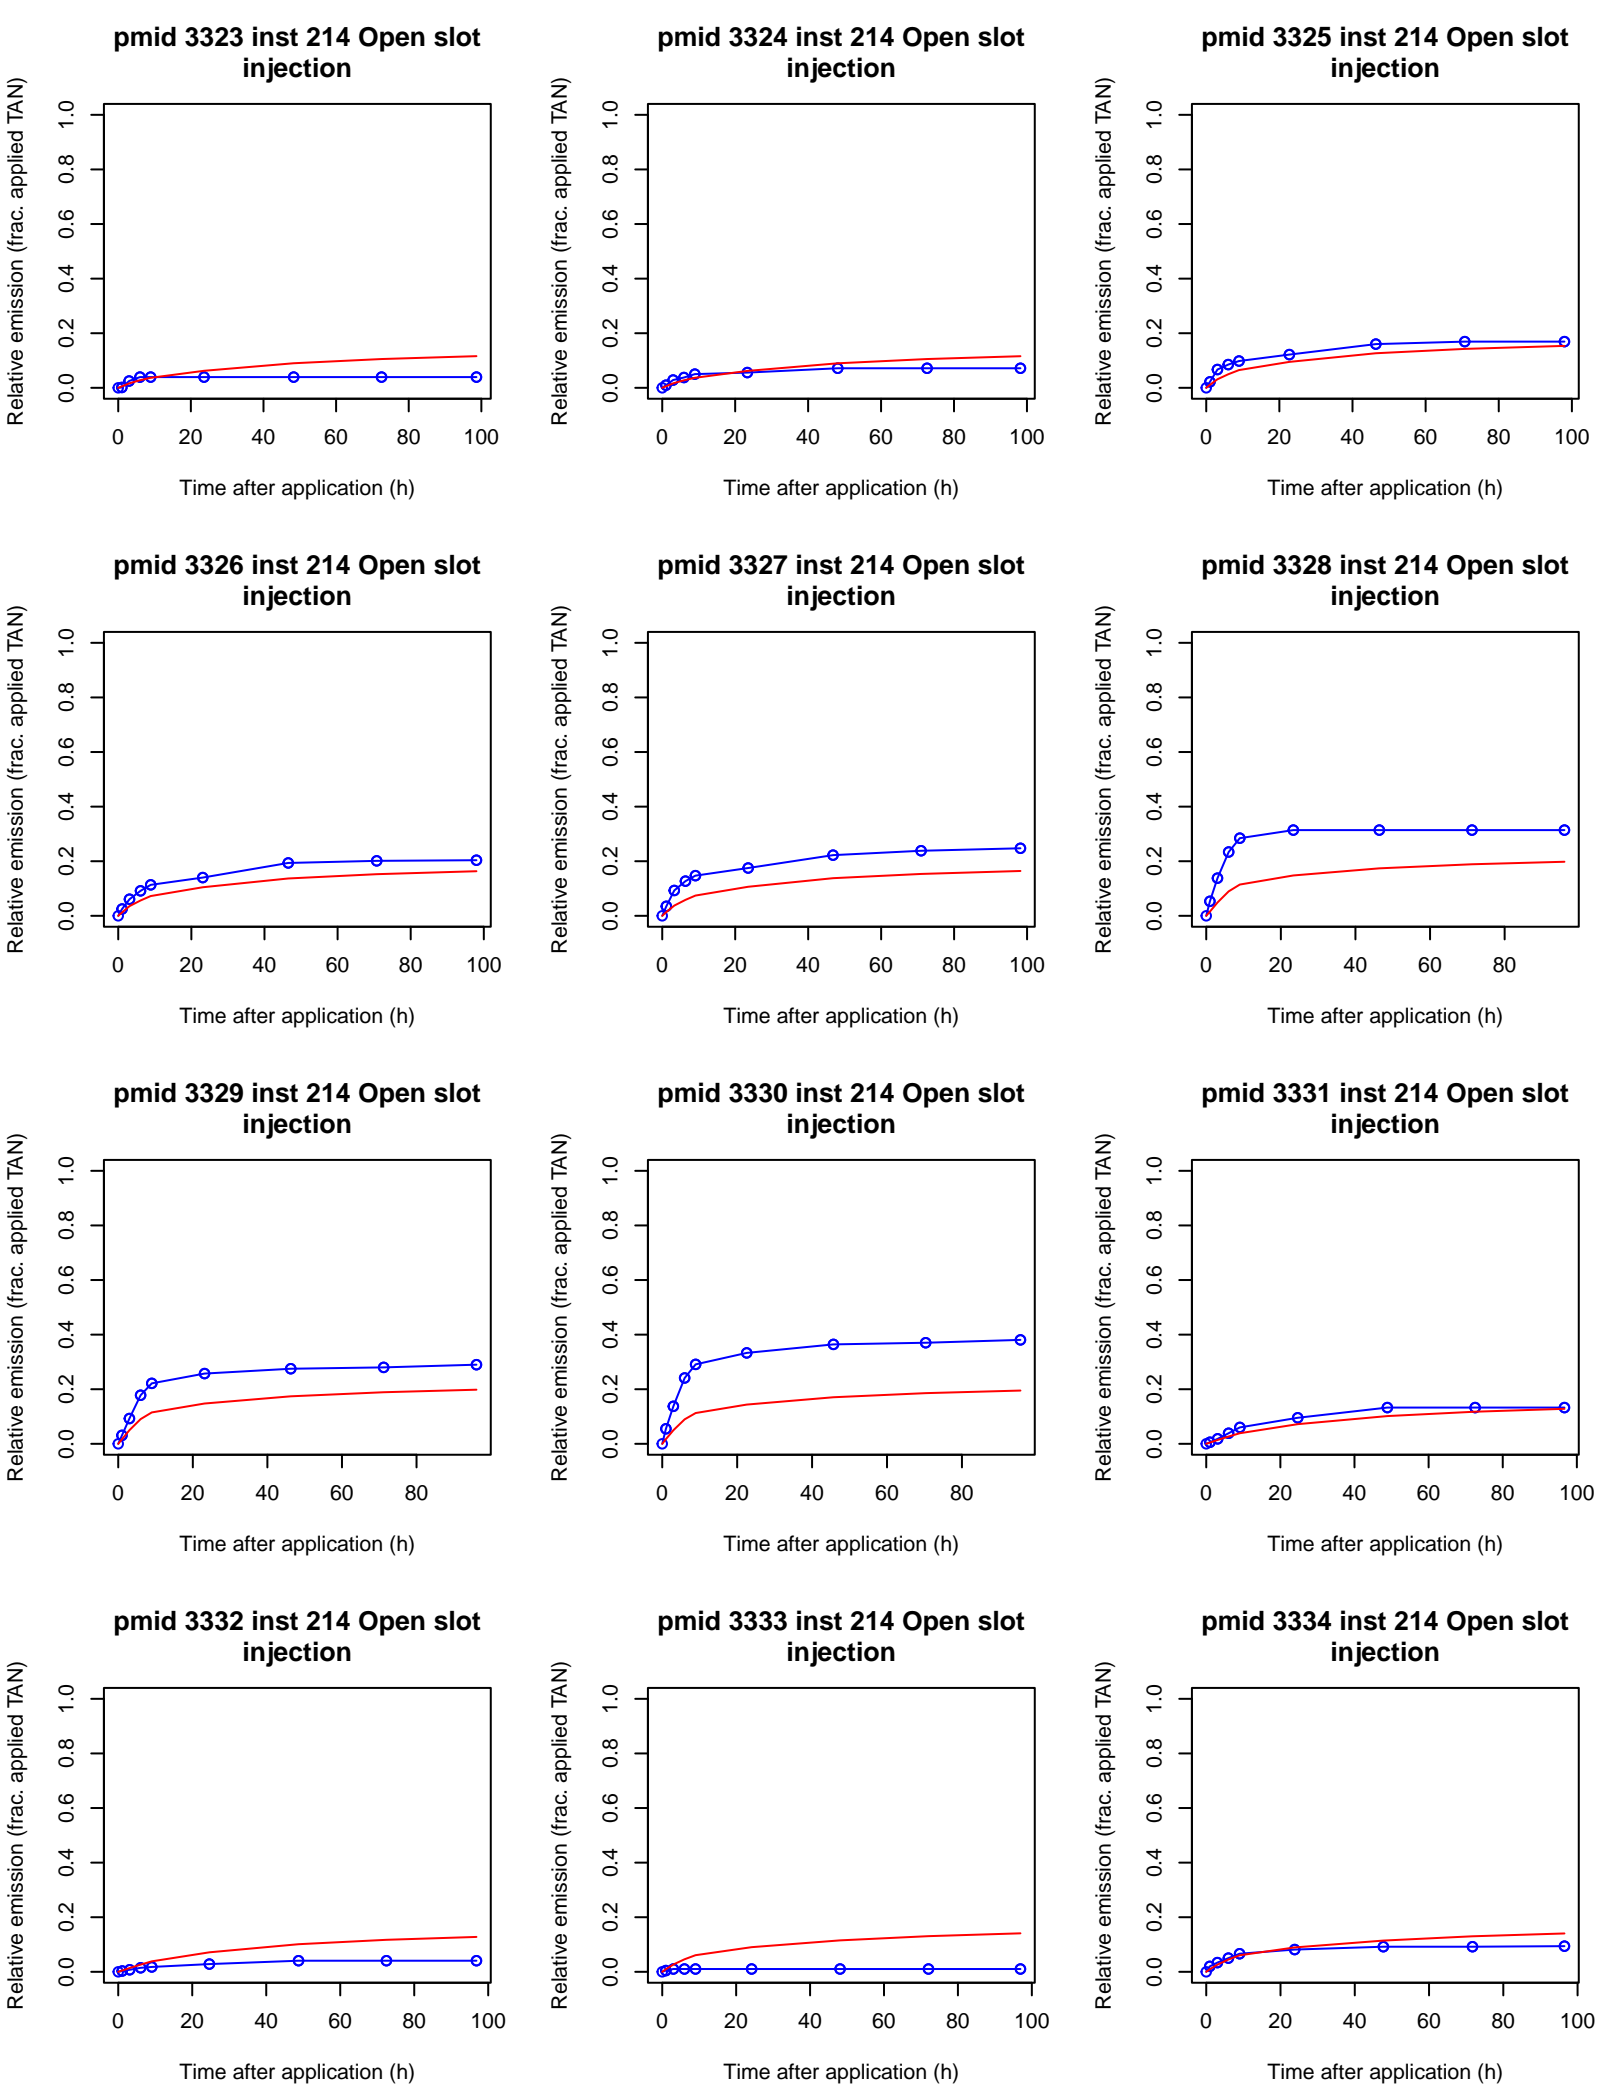 pmid 3323 inst 214 Open slot
injection
Relative emission (frac. applied TAN)
1.0
0.8
0.6
0.4
0.2
0.0
0 20 40 60 80 100
Time after application (h)
pmid 3324 inst 214 Open slot
injection
Relative emission (frac. applied TAN)
1.0
0.8
0.6
0.4
0.2
0.0
0 20 40 60 80 100
Time after application (h)
pmid 3325 inst 214 Open slot
injection
Relative emission (frac. applied TAN)
1.0
0.8
0.6
0.4
0.2
0.0
0 20 40 60 80 100
Time after application (h)
pmid 3326 inst 214 Open slot
injection
Relative emission (frac. applied TAN)
1.0
0.8
0.6
0.4
0.2
0.0
0 20 40 60 80 100
Time after application (h)
pmid 3327 inst 214 Open slot
injection
Relative emission (frac. applied TAN)
1.0
0.8
0.6
0.4
0.2
0.0
0 20 40 60 80 100
Time after application (h)
pmid 3328 inst 214 Open slot
injection
Relative emission (frac. applied TAN)
1.0
0.8
0.6
0.4
0.2
0.0
0 20 40 60 80
Time after application (h)
pmid 3329 inst 214 Open slot
injection
Relative emission (frac. applied TAN)
1.0
0.8
0.6
0.4
0.2
0.0
0 20 40 60 80
Time after application (h)
pmid 3330 inst 214 Open slot
injection
Relative emission (frac. applied TAN)
1.0
0.8
0.6
0.4
0.2
0.0
0 20 40 60 80
Time after application (h)
pmid 3331 inst 214 Open slot
injection
Relative emission (frac. applied TAN)
1.0
0.8
0.6
0.4
0.2
0.0
0 20 40 60 80 100
Time after application (h)
pmid 3332 inst 214 Open slot
injection
Relative emission (frac. applied TAN)
1.0
0.8
0.6
0.4
0.2
0.0
0 20 40 60 80 100
Time after application (h)
pmid 3333 inst 214 Open slot
injection
Relative emission (frac. applied TAN)
1.0
0.8
0.6
0.4
0.2
0.0
0 20 40 60 80 100
Time after application (h)
pmid 3334 inst 214 Open slot
injection
Relative emission (frac. applied TAN)
1.0
0.8
0.6
0.4
0.2
0.0
0 20 40 60 80 100
Time after application (h)